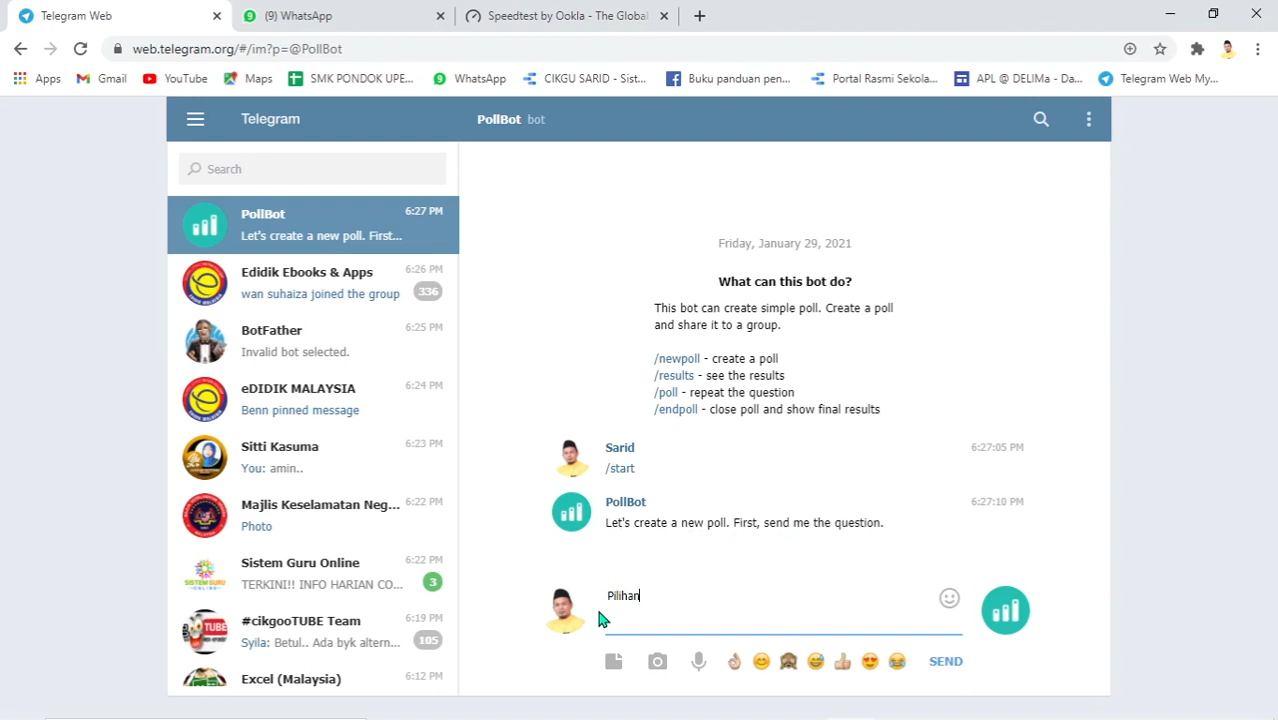 Telegram Web
(9) WhatsApp
Speedtest by Ookla - The Global
web.telegram.org/#/im?p=@PollBot
Apps
Gmail
YouTube
Maps
SMK PONDOK UPE...
WhatsApp
CIKGU SARID - Sist...
Buku panduan pen...
Portal Rasmi Sekola...
APL @ DELIMa - Da...
Telegram Web My...
Telegram
PollBot bot
Search
PollBot 6:27 PM
Let's create a new poll. First...
Edidik Ebooks & Apps 6:26 PM
wan suhaiza joined the group 336
BotFather 6:25 PM
Invalid bot selected.
eDIDIK MALAYSIA 6:24 PM
Benn pinned message
Sitti Kasuma 6:23 PM
You: amin..
Majlis Keselamatan Neg... 6:22 PM
Photo
Sistem Guru Online 6:22 PM
TERKINI!! INFO HARIAN CO... 3
#cikgooTUBE Team 6:19 PM
Syila: Betul.. Ada byk altern... 105
Excel (Malaysia) 6:12 PM
Friday, January 29, 2021
What can this bot do?
This bot can create simple poll. Create a poll
and share it to a group.
/newpoll - create a poll
/results - see the results
/poll - repeat the question
/endpoll - close poll and show final results
Sarid 6:27:05 PM
/start
PollBot 6:27:10 PM
Let's create a new poll. First, send me the question.
Pilihan
SEND